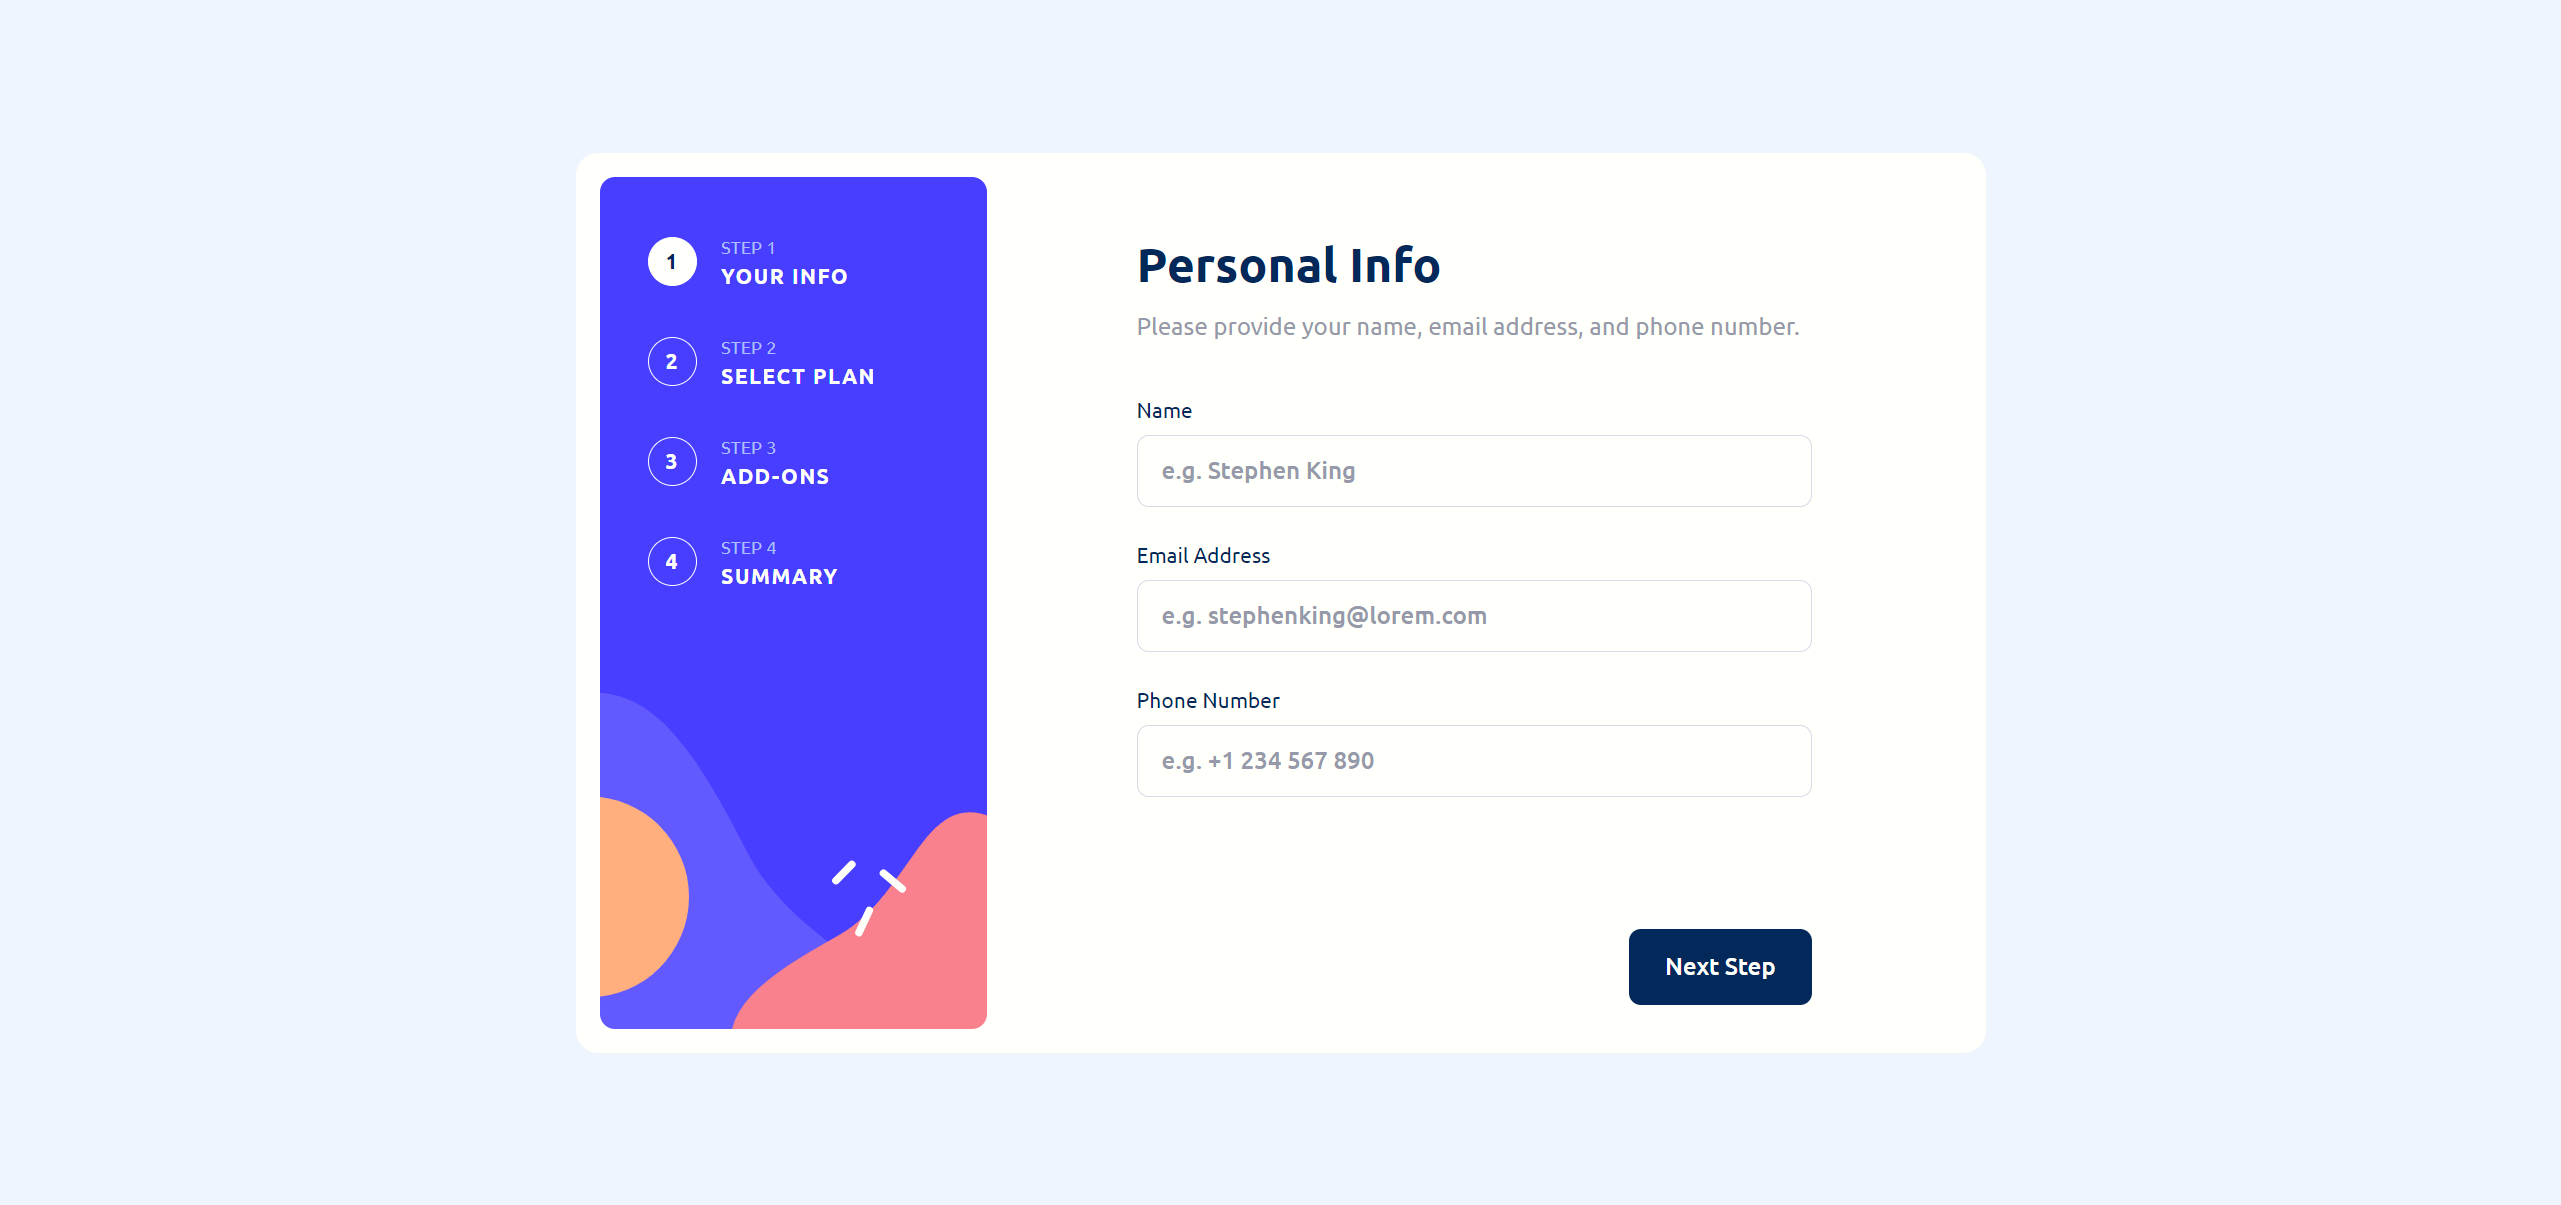 1
STEP 1
YOUR INFO
2
STEP 2
SELECT PLAN
3
STEP 3
ADD-ONS
4
STEP 4
SUMMARY
Personal Info
Please provide your name, email address, and phone number.
Name
e.g. Stephen King
Email Address
e.g. stephenking@lorem.com
Phone Number
e.g. +1 234 567 890
Next Step